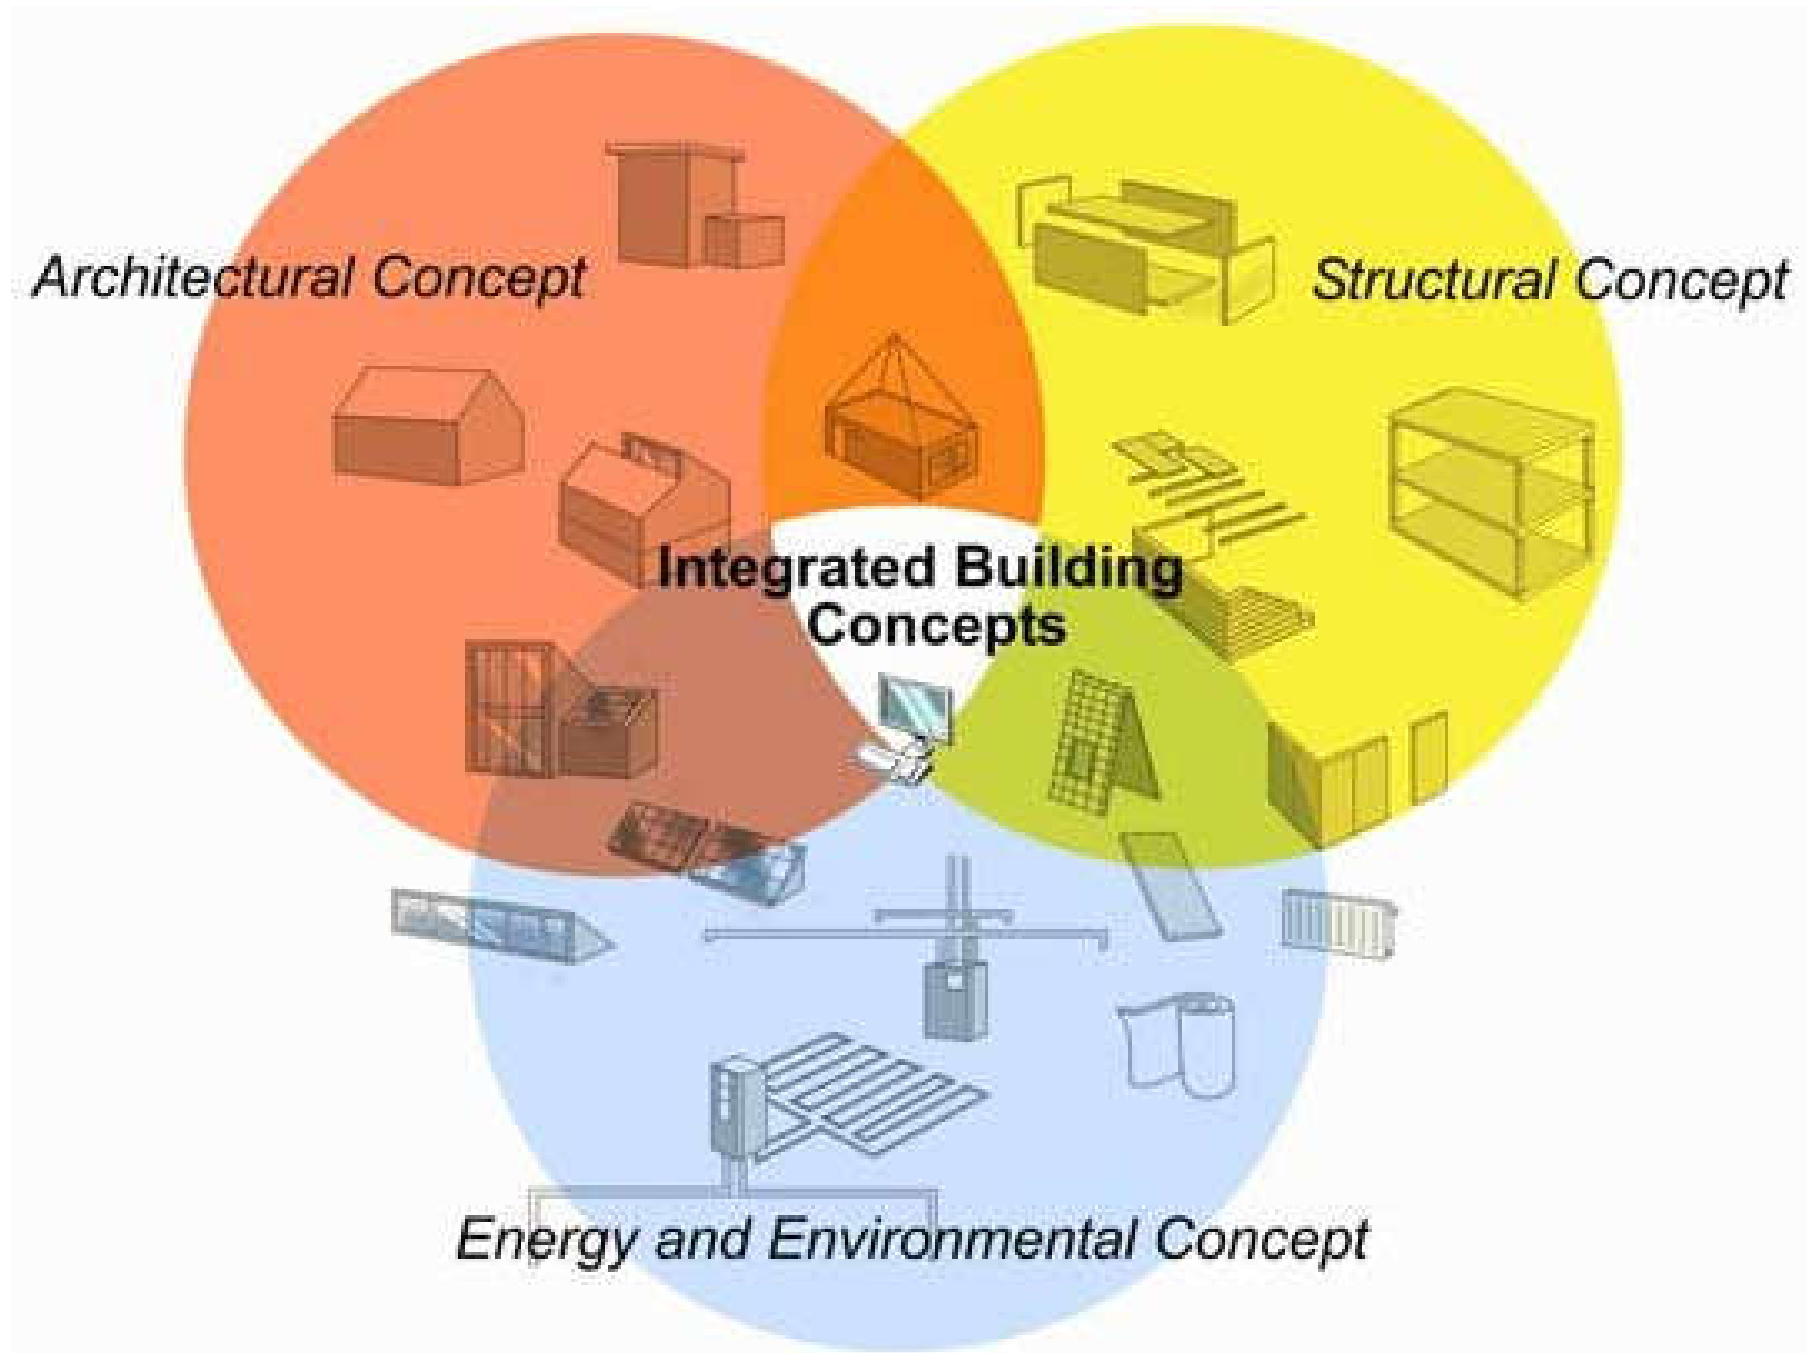 Architectural Concept
Structural Concept
Integrated Building
Concepts
Energy and Environmental Concept